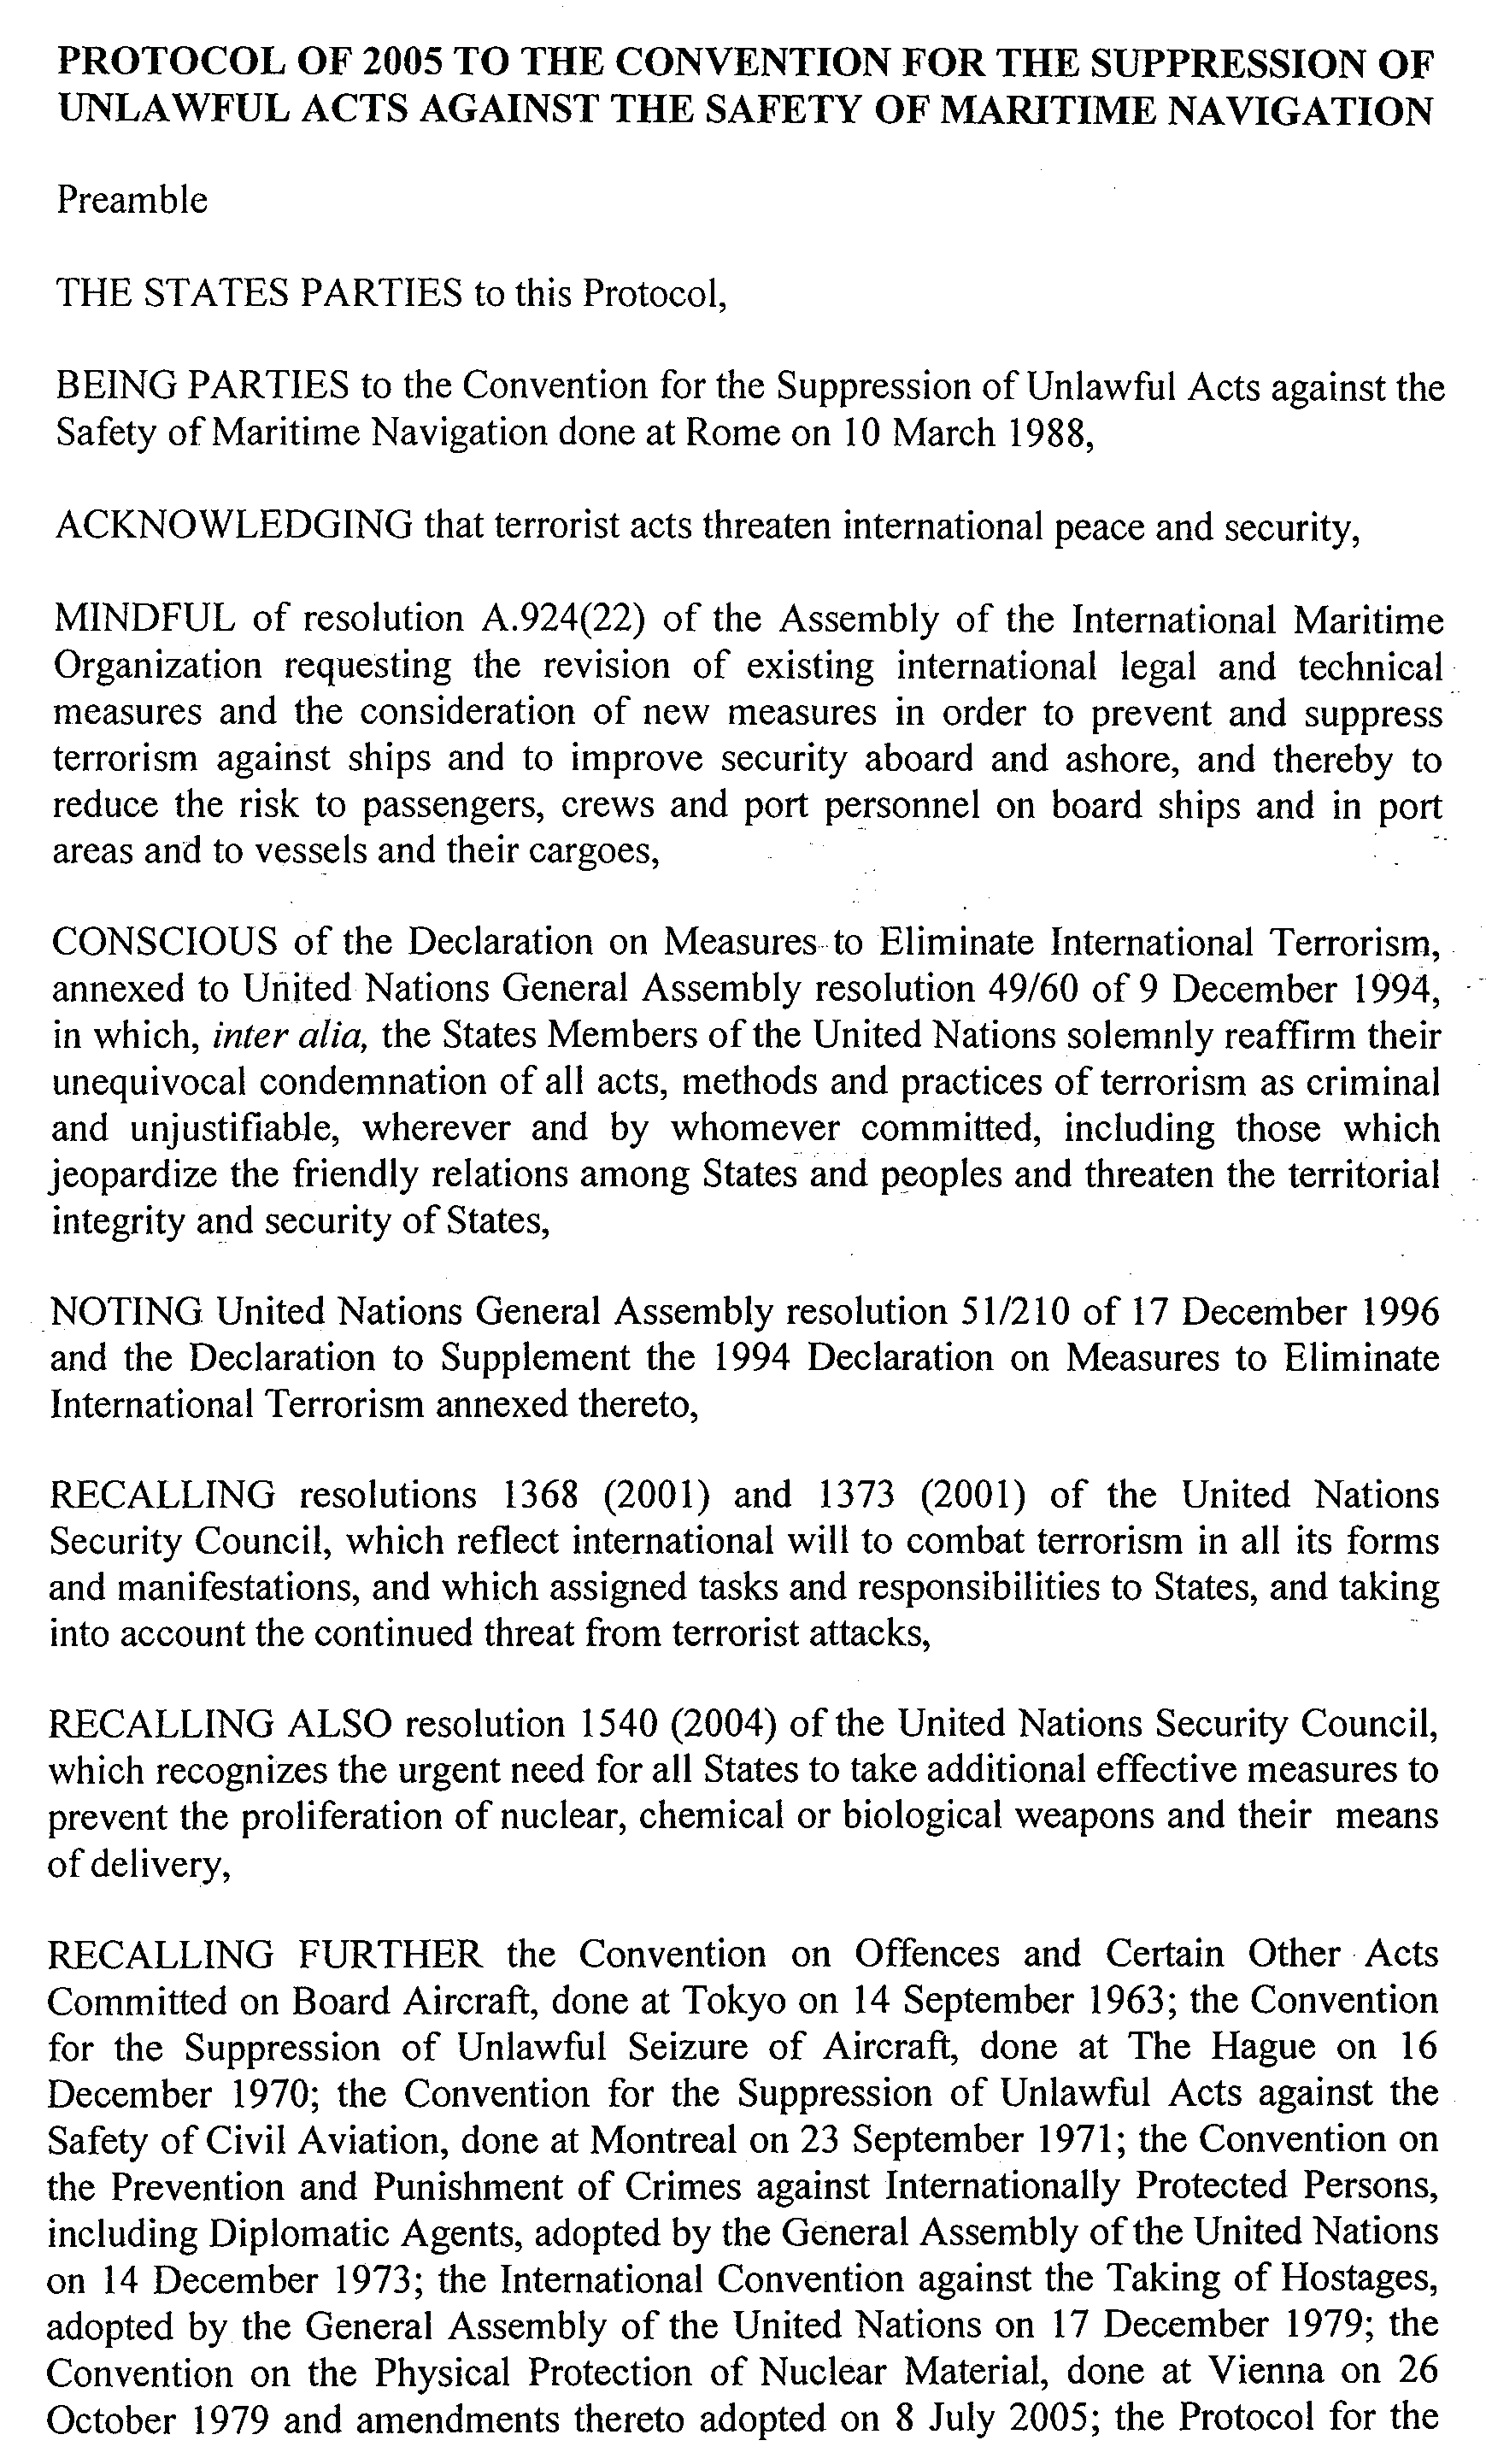 PROTOCOL OF 2005 TO THE CONVENTION FOR THE SUPPRESSION OF
UNLAWFUL ACTS AGAINST THE SAFETY OF MARITIME NAVIGATION
Preamble
THE STATES PARTIES to this Protocol,
BEING PARTIES to the Convention for the Suppression of Unlawful Acts against the
Safety of Maritime Navigation done at Rome on 10 March 1988,
ACKNOWLEDGING that terrorist acts threaten international peace and security,
MINDFUL of resolution A.924(22) of the Assembly of the International Maritime
Organization requesting the revision of existing international legal and technical
measures and the consideration of new measures in order to prevent and suppress
terrorism against ships and to improve security aboard and ashore, and thereby to
reduce the risk to passengers, crews and port personnel on board ships and in port
areas and to vessels and their cargoes,
CONSCIOUS of the Declaration on Measures to Eliminate International Terrorism,
annexed to United Nations General Assembly resolution 49/60 of 9 December 1994,
in which, inter alia, the States Members of the United Nations solemnly reaffirm their
unequivocal condemnation of all acts, methods and practices of terrorism as criminal
and unjustifiable, wherever and by whomever committed, including those which
jeopardize the friendly relations among States and peoples and threaten the territorial
integrity and security of States,
NOTING United Nations General Assembly resolution 51/210 of 17 December 1996
and the Declaration to Supplement the 1994 Declaration on Measures to Eliminate
International Terrorism annexed thereto,
RECALLING resolutions 1368 (2001) and 1373 (2001) of the United Nations
Security Council, which reflect international will to combat terrorism in all its forms
and manifestations, and which assigned tasks and responsibilities to States, and taking
into account the continued threat from terrorist attacks,
RECALLING ALSO resolution 1540 (2004) of the United Nations Security Council,
which recognizes the urgent need for all States to take additional effective measures to
prevent the proliferation of nuclear, chemical or biological weapons and their means
of delivery,
RECALLING FURTHER the Convention on Offences and Certain Other Acts
Committed on Board Aircraft, done at Tokyo on 14 September 1963; the Convention
for the Suppression of Unlawful Seizure of Aircraft, done at The Hague on 16
December 1970; the Convention for the Suppression of Unlawful Acts against the
Safety of Civil Aviation, done at Montreal on 23 September 1971; the Convention on
the Prevention and Punishment of Crimes against Internationally Protected Persons,
including Diplomatic Agents, adopted by the General Assembly of the United Nations
on 14 December 1973; the International Convention against the Taking of Hostages,
adopted by the General Assembly of the United Nations on 17 December 1979; the
Convention on the Physical Protection of Nuclear Material, done at Vienna on 26
October 1979 and amendments thereto adopted on 8 July 2005; the Protocol for the